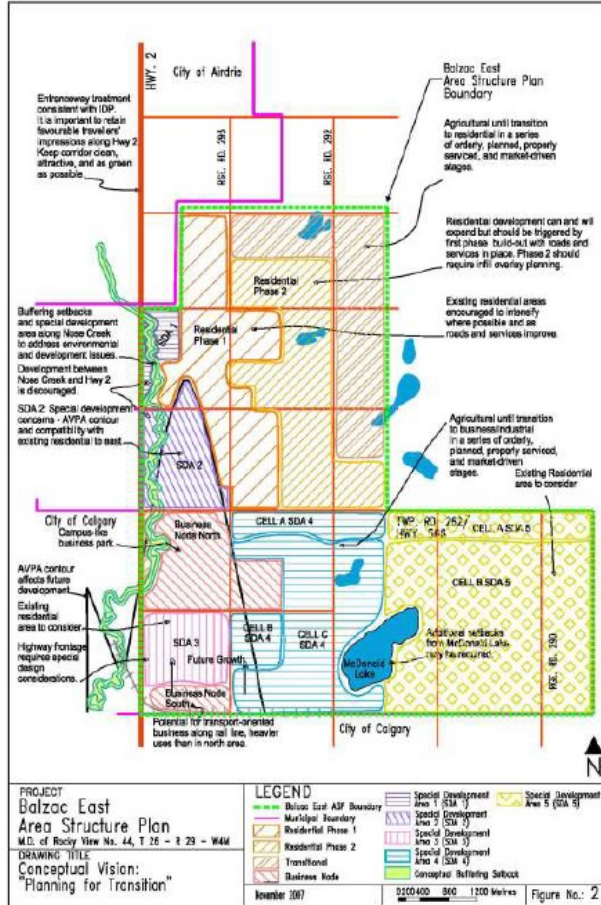 City of Airdrie
HWY. 2
Balzac East
Area Structure Plan
Boundary
Entranceway treatment
consistent with IDP.
It is important to retain
favourable travellers'
impressions along Hwy 2
Keep corridor clean,
attractive, and as green
as possible
RGE. RD. 293
RGE. RD. 292
Agricultural until transition
to residential in a series
of orderly, planned, properly
serviced, and market-driven
stages.
Residential development can and will
expand but should be triggered by
first phase build-out with roads and
services in place. Phase 2 should
require infill overlay planning.
Residential
Phase 2
Existing residential areas
encouraged to intensify
where possible and as
roads and services improve.
Residential
Phase 1
SDA 1
Buffering setbacks
and special development
area along Nose Creek
to address environmental
and development issues.
Development between
Nose Creek and Hwy 2
is discouraged.
SDA 2: Special development
concerns - AVPA contour
and compatibility with
existing residential to east
SDA 2
Agricultural until transition
to business/industrial
in a series of orderly,
planned, properly serviced,
and market-driven
stages.
Existing Residential
area to consider
City of Calgary
Campus-like
business park
Business
Node North
CELL A SDA 4
TWP. RD 262/
HWY. 566
CELL A SDA 5
CELL B SDA 5
AVPA contour
affects future
development
Existing
residential
area to consider
Highway frontage
requires special
design
considerations.
SDA 3
CELL B
SDA 4
CELL C
SDA 4
Future Growth
McDonald
Lake
Additional setbacks
from McDonald Lake
may be required.
RGE. RD. 290
Business Node
South
Potential for transport-oriented
business along rail line, heavier
uses than in north area.
City of Calgary
N
PROJECT
Balzac East
Area Structure Plan
M.D. of Rocky View No. 44, T 26 - R 29 - W4M
DRAWING TITLE
Conceptual Vision:
"Planning for Transition"
LEGEND
Balzac East ASP Boundary
Municipal Boundary
Residential Phase 1
Residential Phase 2
Transitional
Business Node
Special Development
Area 1 (SDA 1)
Special Development
Area 2 (SDA 2)
Special Development
Area 3 (SDA 3)
Special Development
Area 4 (SDA 4)
Conceptual Buffering Setback
Special Development
Area 5 (SDA 5)
November 2007
0 200 400 800 1200 Metres
Figure No.: 2